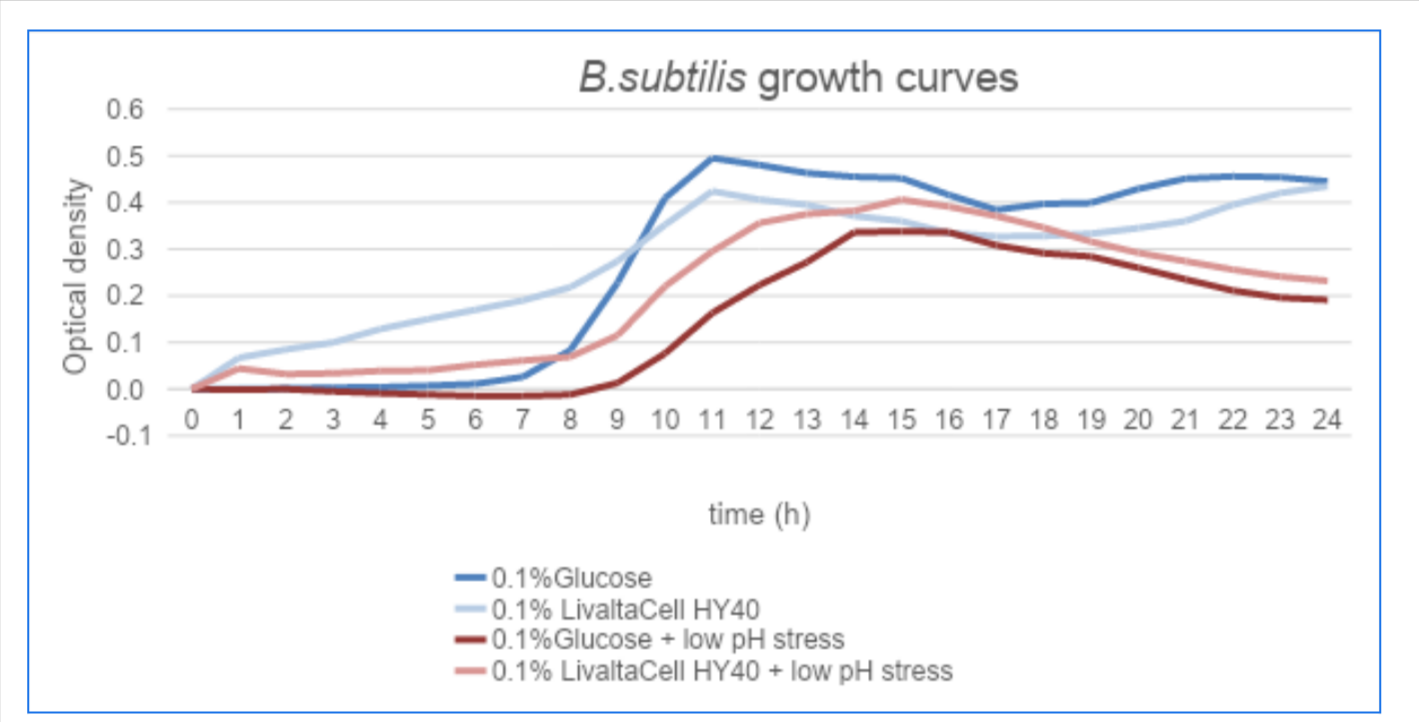 B.subtilis growth curves
0.6
0.5
0.4
0.3
0.2
0.1
0.0
-0.1
Optical density
0 1 2 3 4 5 6 7 8 9 10 11 12 13 14 15 16 17 18 19 20 21 22 23 24
time (h)
0.1%Glucose
0.1% LivaltaCell HY40
0.1%Glucose + low pH stress
0.1% LivaltaCell HY40 + low pH stress